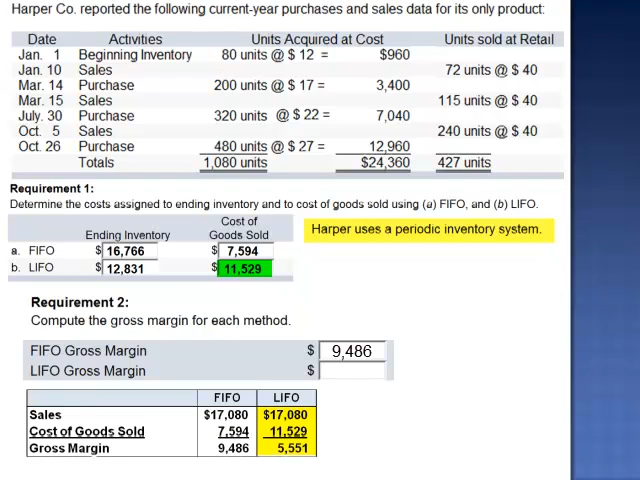 Harper Co. reported the following current-year purchases and sales data for its only product:
Date Activities Units Acquired at Cost Units sold at Retail
Jan. 1 Beginning Inventory 80 units @ $ 12 = $960
Jan. 10 Sales 72 units @ $ 40
Mar. 14 Purchase 200 units @ $ 17 = 3,400
Mar. 15 Sales 115 units @ $ 40
July. 30 Purchase 320 units @ $ 22 = 7,040
Oct. 5 Sales 240 units @ $ 40
Oct. 26 Purchase 480 units @ $ 27 = 12,960
Totals 1,080 units $24,360 427 units
Requirement 1:
Determine the costs assigned to ending inventory and to cost of goods sold using (a) FIFO, and (b) LIFO.
Cost of
Ending Inventory Goods Sold
a. FIFO $ 16,766 $ 7,594
b. LIFO $ 12,831 $ 11,529
Harper uses a periodic inventory system.
Requirement 2:
Compute the gross margin for each method.
FIFO Gross Margin $ 9,486
LIFO Gross Margin $
FIFO LIFO
Sales $17,080 $17,080
Cost of Goods Sold 7,594 11,529
Gross Margin 9,486 5,551